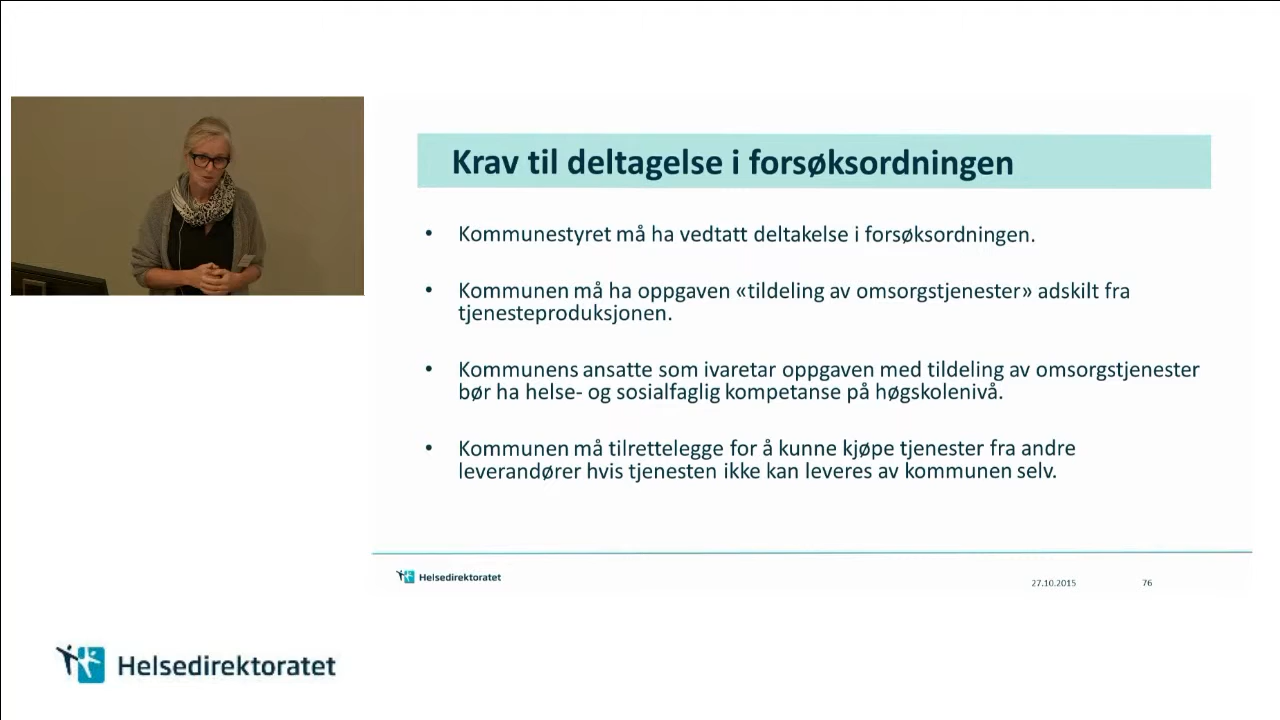 Krav til deltagelse i forsøksordningen
• Kommunestyret må ha vedtatt deltakelse i forsøksordningen.
• Kommunen må ha oppgaven «tildeling av omsorgstjenester» adskilt fra
tjenesteproduksjonen.
• Kommunens ansatte som ivaretar oppgaven med tildeling av omsorgstjenester
bør ha helse- og sosialfaglig kompetanse på høgskolenivå.
• Kommunen må tilrettelegge for å kunne kjøpe tjenester fra andre
leverandører hvis tjenesten ikke kan leveres av kommunen selv.
Helsedirektoratet
27.10.2015 76
Helsedirektoratet